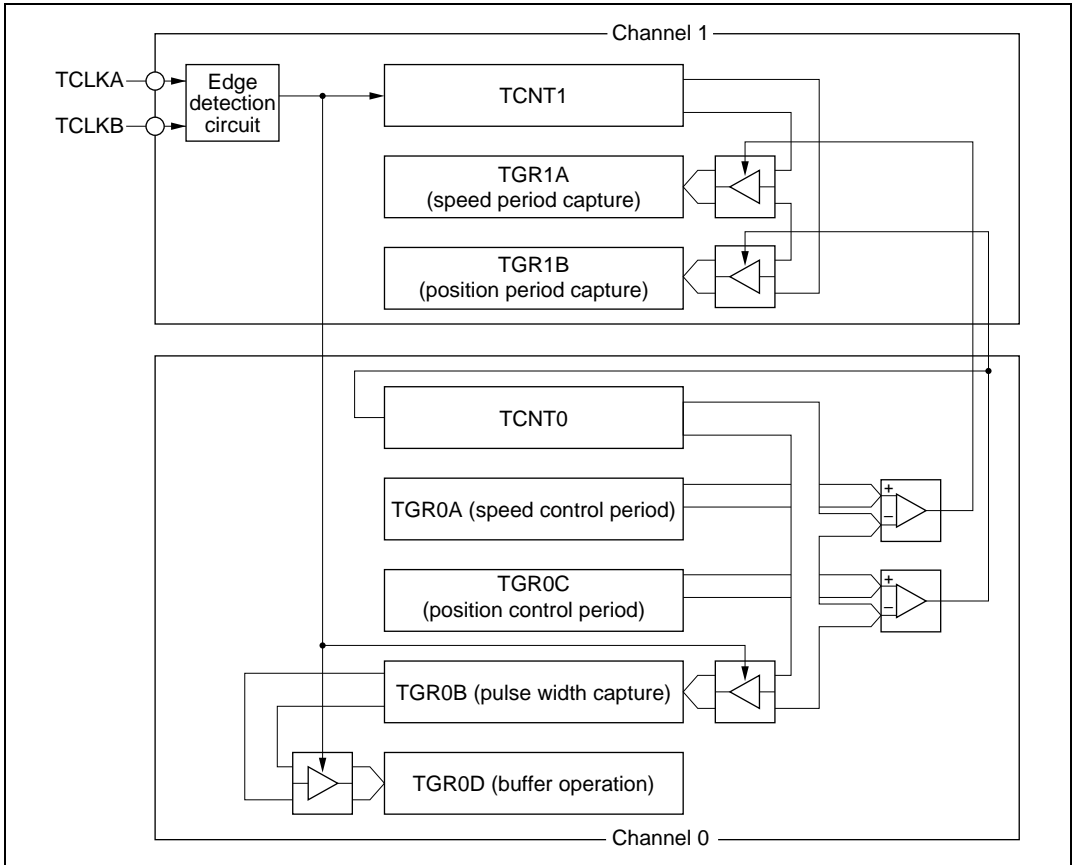 Channel 1
TCLKA
TCLKB
Edge
detection
circuit
TCNT1
TGR1A
(speed period capture)
TGR1B
(position period capture)
TCNT0
TGR0A (speed control period)
+
−
TGR0C
(position control period)
+
−
TGR0B (pulse width capture)
TGR0D (buffer operation)
Channel 0